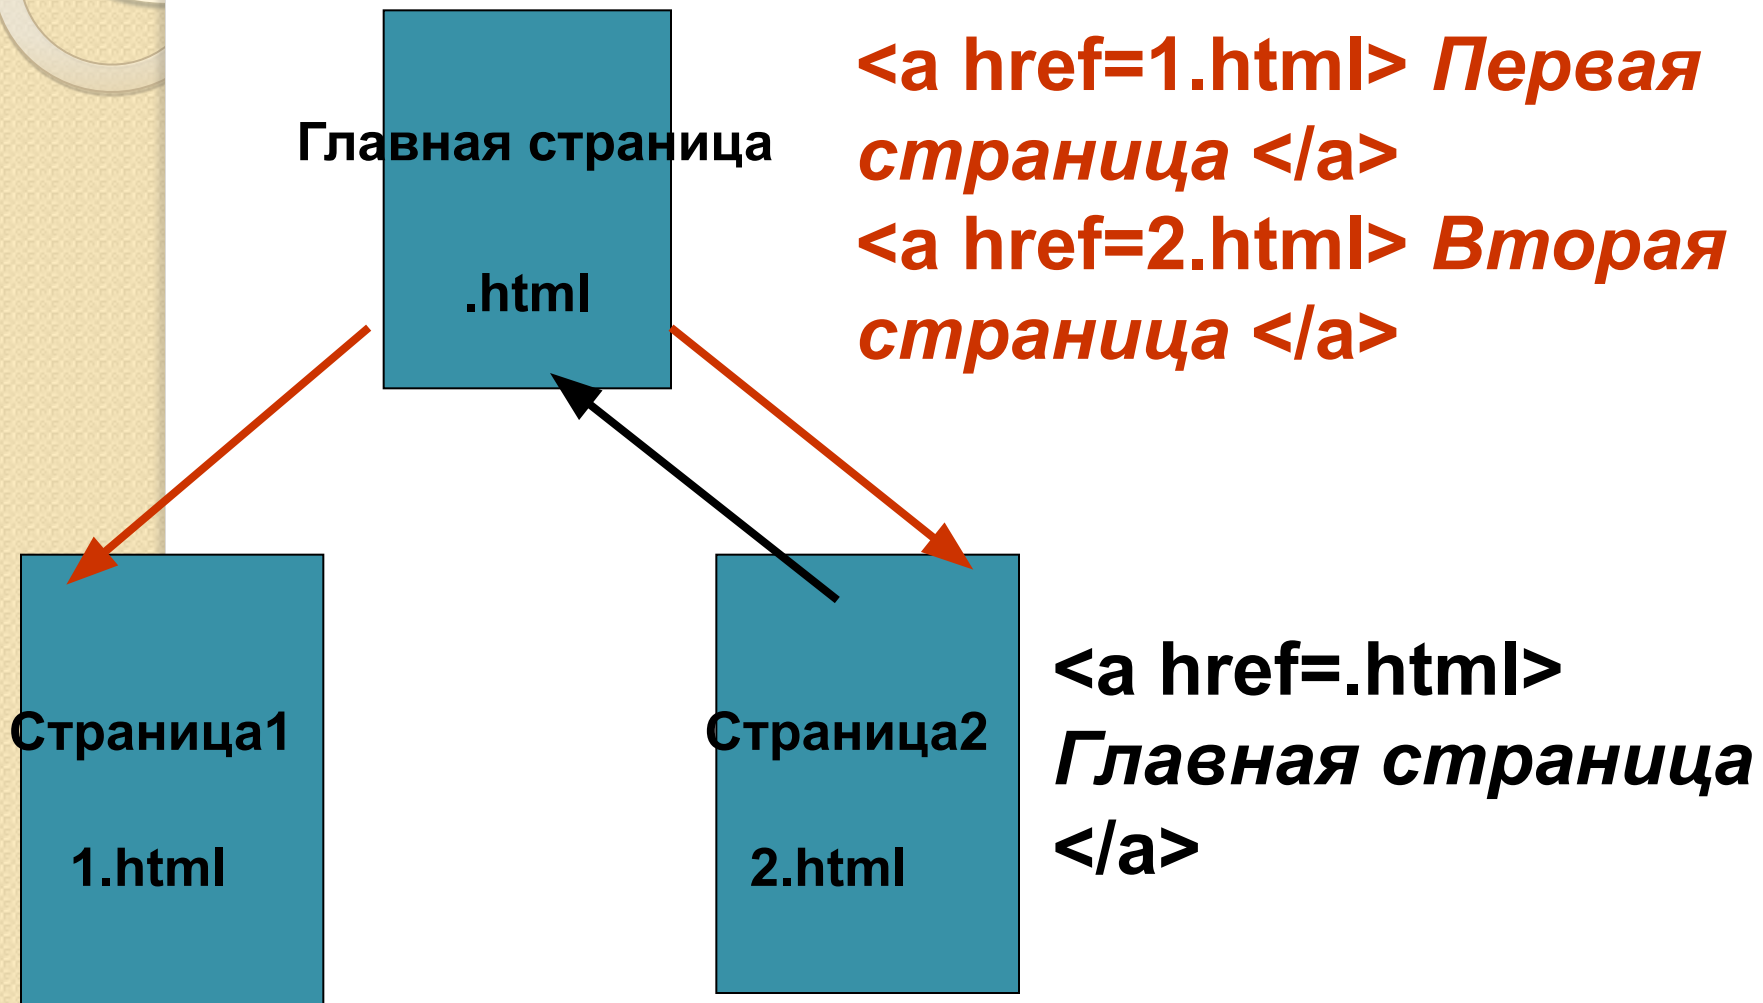 Главная страница
.html
<a href=1.html> Первая
страница </a>
<a href=2.html> Вторая
страница </a>
Страница1
1.html
Страница2
2.html
<a href=.html>
Главная страница
</a>